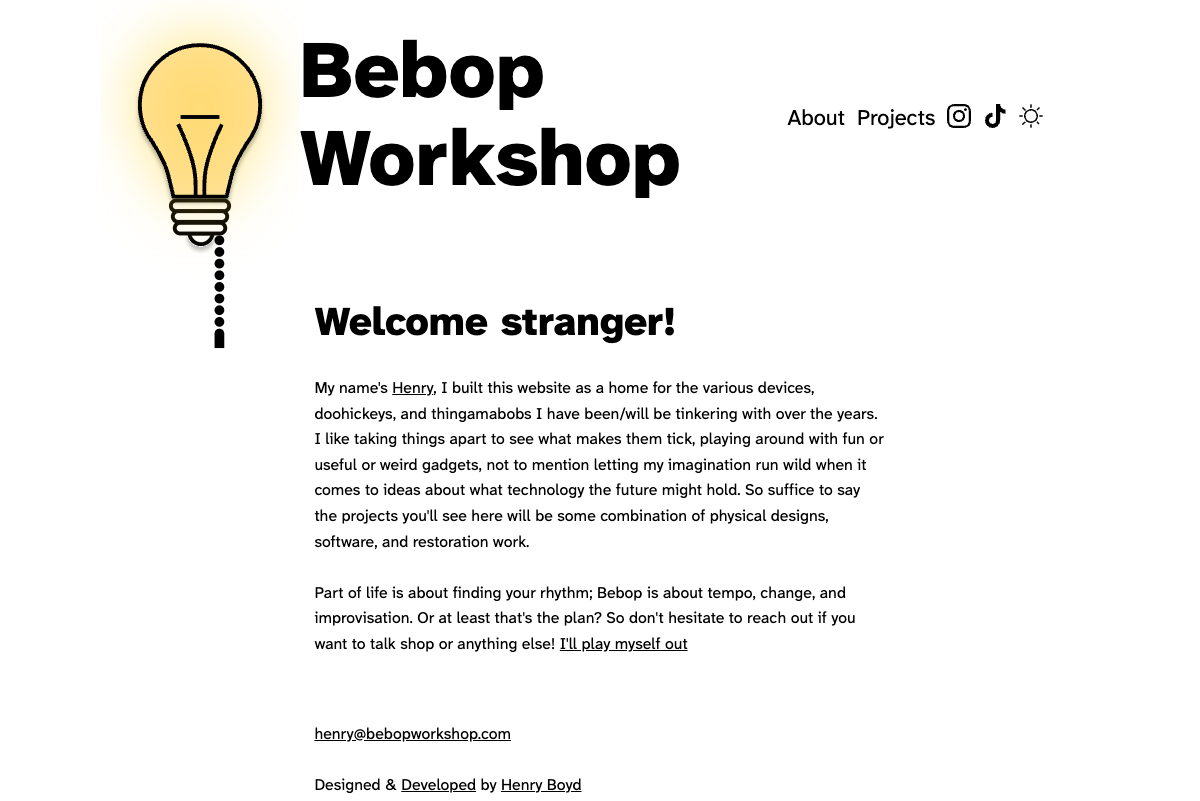 Bebop
Workshop
About Projects
Welcome stranger!
My name's Henry, I built this website as a home for the various devices,
doohickeys, and thingamabobs I have been/will be tinkering with over the years.
I like taking things apart to see what makes them tick, playing around with fun or
useful or weird gadgets, not to mention letting my imagination run wild when it
comes to ideas about what technology the future might hold. So suffice to say
the projects you'll see here will be some combination of physical designs,
software, and restoration work.
Part of life is about finding your rhythm; Bebop is about tempo, change, and
improvisation. Or at least that's the plan? So don't hesitate to reach out if you
want to talk shop or anything else! I'll play myself out
henry@bebopworkshop.com
Designed & Developed by Henry Boyd